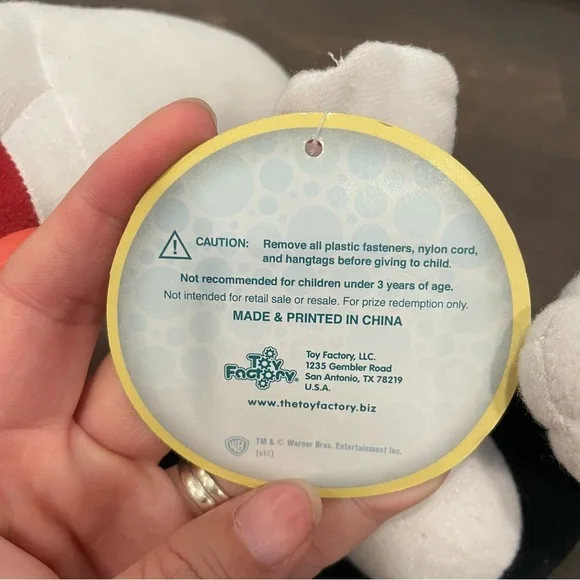 CAUTION: Remove all plastic fasteners, nylon cord,
and hangtags before giving to child.
Not recommended for children under 3 years of age.
Not intended for retail sale or resale. For prize redemption only.
MADE & PRINTED IN CHINA
Toy Factory®
Toy Factory, LLC.
1235 Gembler Road
San Antonio, TX 78219
U.S.A.
www.thetoyfactory.biz
WB
TM & © Warner Bros. Entertainment Inc.
(s16)